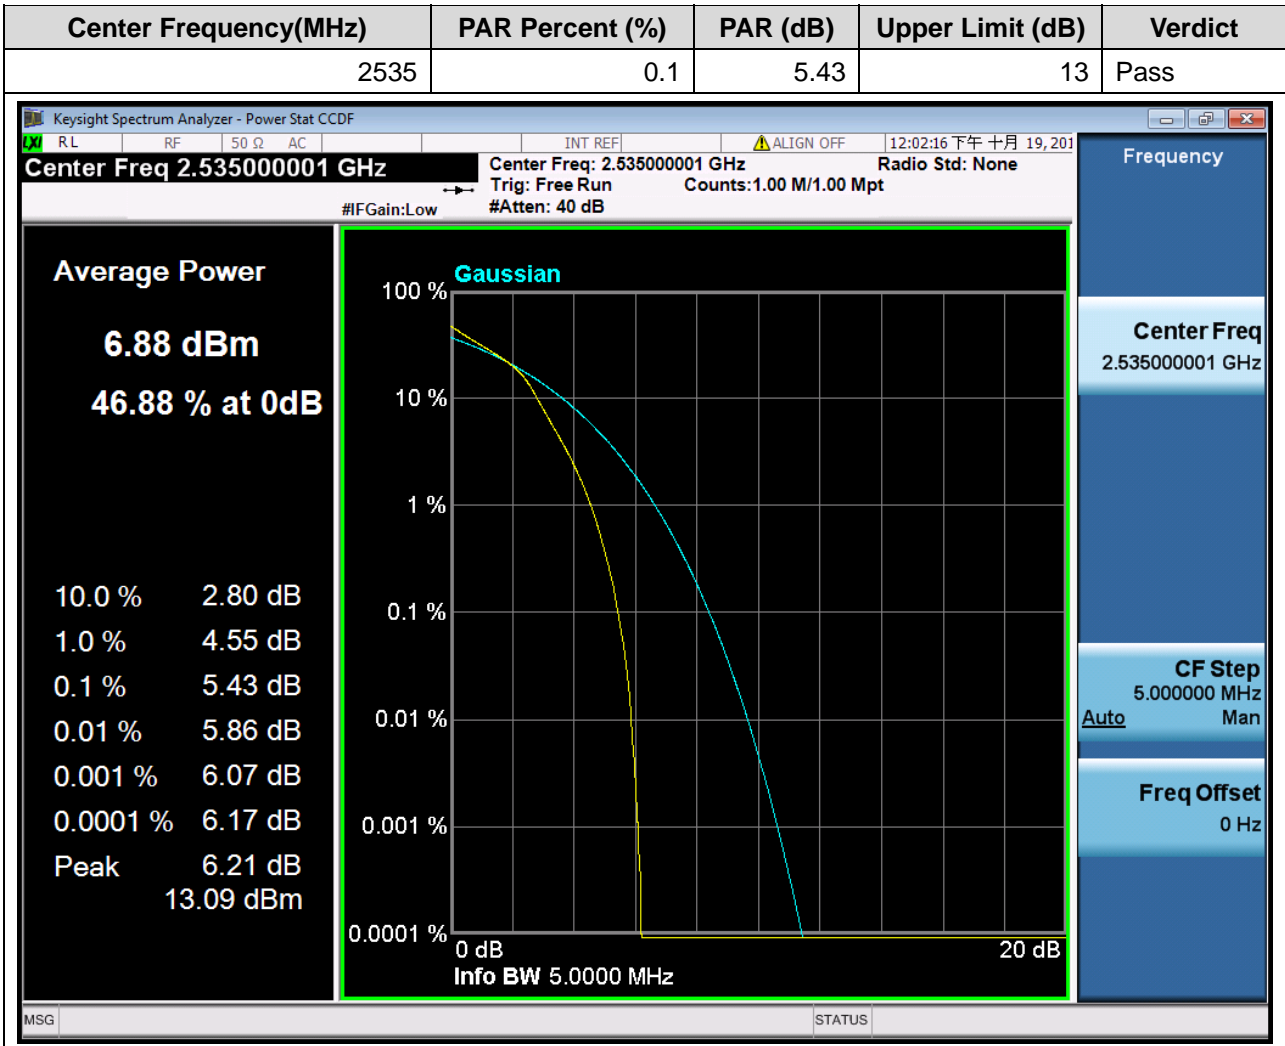 Center Frequency(MHz) PAR Percent (%) PAR (dB) Upper Limit (dB) Verdict
2535 0.1 5.43 13 Pass
Keysight Spectrum Analyzer - Power Stat CCDF
LXI RL RF 50 Ω AC INT REF ALIGN OFF 12:02:16 下午 十月 19, 201
Center Freq 2.535000001 GHz
#IFGain:Low
Center Freq: 2.535000001 GHz Radio Std: None
Trig: Free Run Counts:1.00 M/1.00 Mpt
#Atten: 40 dB
Average Power
6.88 dBm
46.88 % at 0dB
10.0 % 2.80 dB
1.0 % 4.55 dB
0.1 % 5.43 dB
0.01 % 5.86 dB
0.001 % 6.07 dB
0.0001 % 6.17 dB
Peak 6.21 dB
13.09 dBm
Gaussian
100 %
10 %
1 %
0.1 %
0.01 %
0.001 %
0.0001 %
0 dB 20 dB
Info BW 5.0000 MHz
Frequency
Center Freq
2.535000001 GHz
CF Step
5.000000 MHz
Auto Man
Freq Offset
0 Hz
MSG STATUS